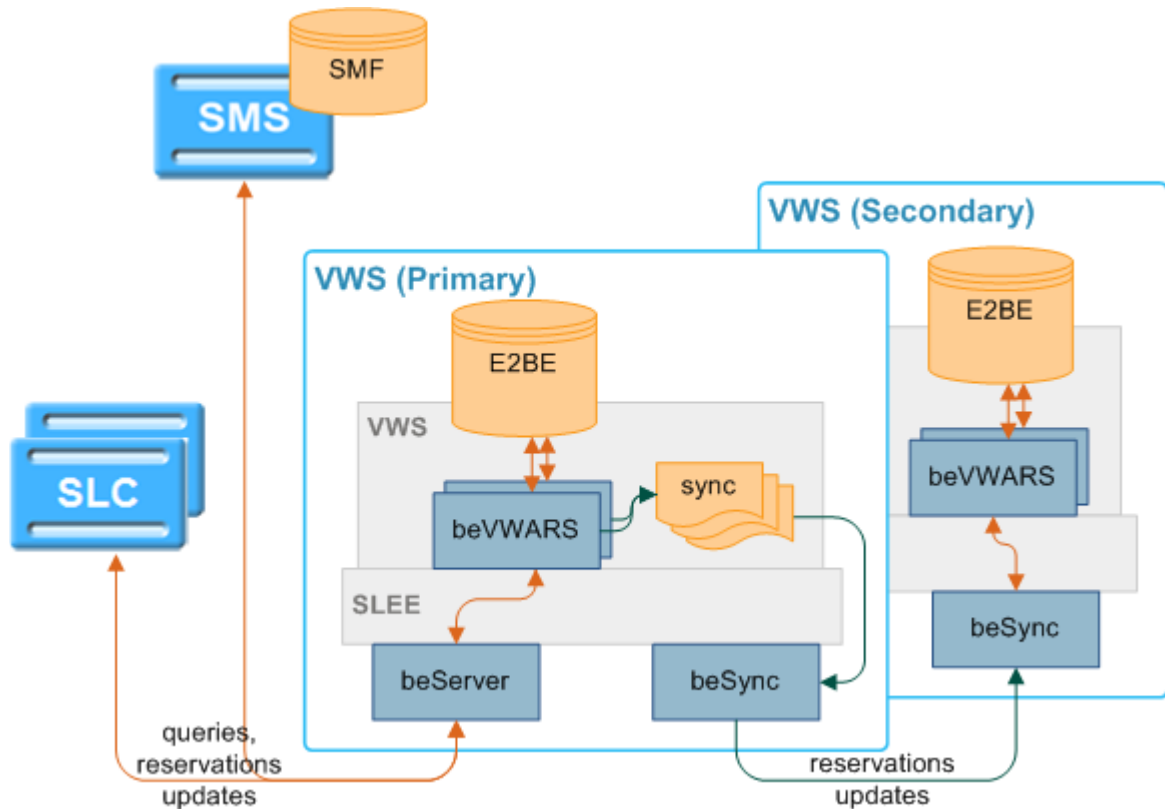 SMF
SMS
VWS (Secondary)
VWS (Primary)
E2BE
E2BE
VWS
SLC
sync
beVWARS
beVWARS
SLEE
beServer
beSync
beSync
queries,
reservations
updates
reservations
updates